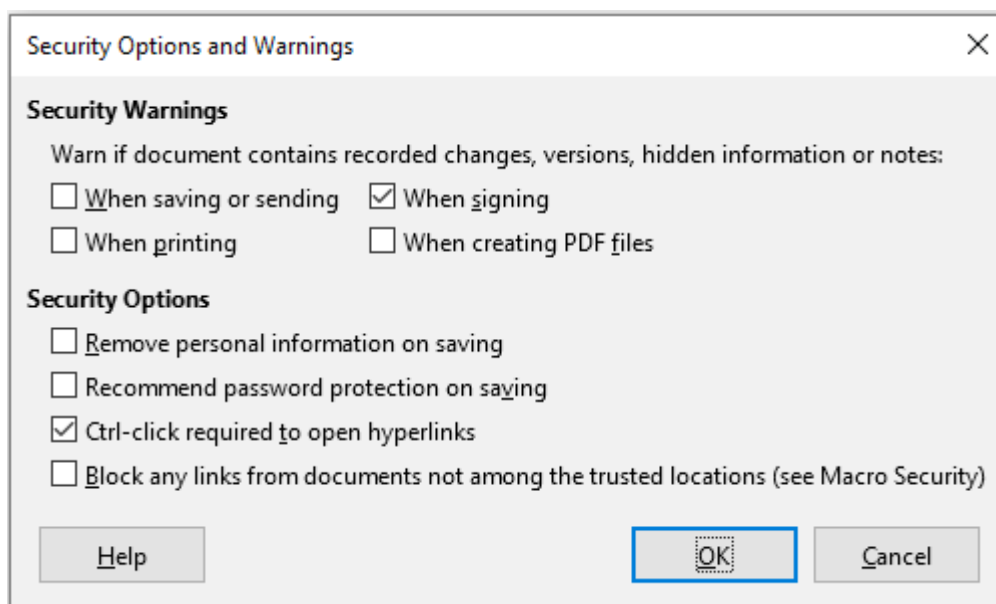 Security Options and Warnings
Security Warnings
Warn if document contains recorded changes, versions, hidden information or notes:
When saving or sending When signing
When printing When creating PDF files
Security Options
Remove personal information on saving
Recommend password protection on saving
Ctrl-click required to open hyperlinks
Block any links from documents not among the trusted locations (see Macro Security)
Help OK Cancel